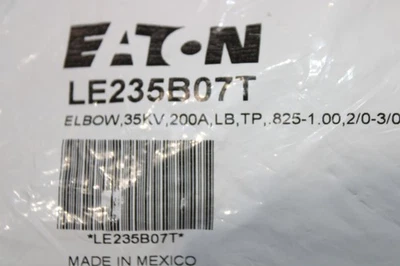 EATON
LE235B07T
ELBOW,35KV,200A,LB,TP,.825-1.00,2/0-3/0
*LE235B07T*
MADE IN MEXICO